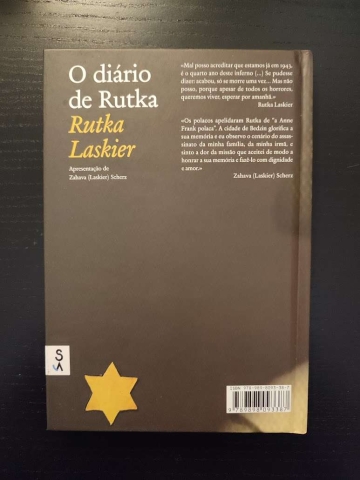 O diário
de Rutka
Rutka
Laskier
Apresentação de
Zahava (Laskier) Scherz
«Mal posso acreditar que estamos já em 1943,
é o quarto ano deste inferno (...) Se pudesse
dizer: acabou, só se morre uma vez... Mas não
posso, porque apesar de todos os horrores,
queremos viver, esperar por amanhã.»
Rutka Laskier
«Os polacos apelidaram Rutka de "a Anne
Frank polaca". A cidade de Bedzin glorifica a
sua memória e eu observo o cenário do assas-
sinato da minha família, da minha irmã, e
sinto a dor da missão que aceitei de modo a
honrar a sua memória e fazê-lo com dignidade
e amor.»
Zahava (Laskier) Scherz
S
A